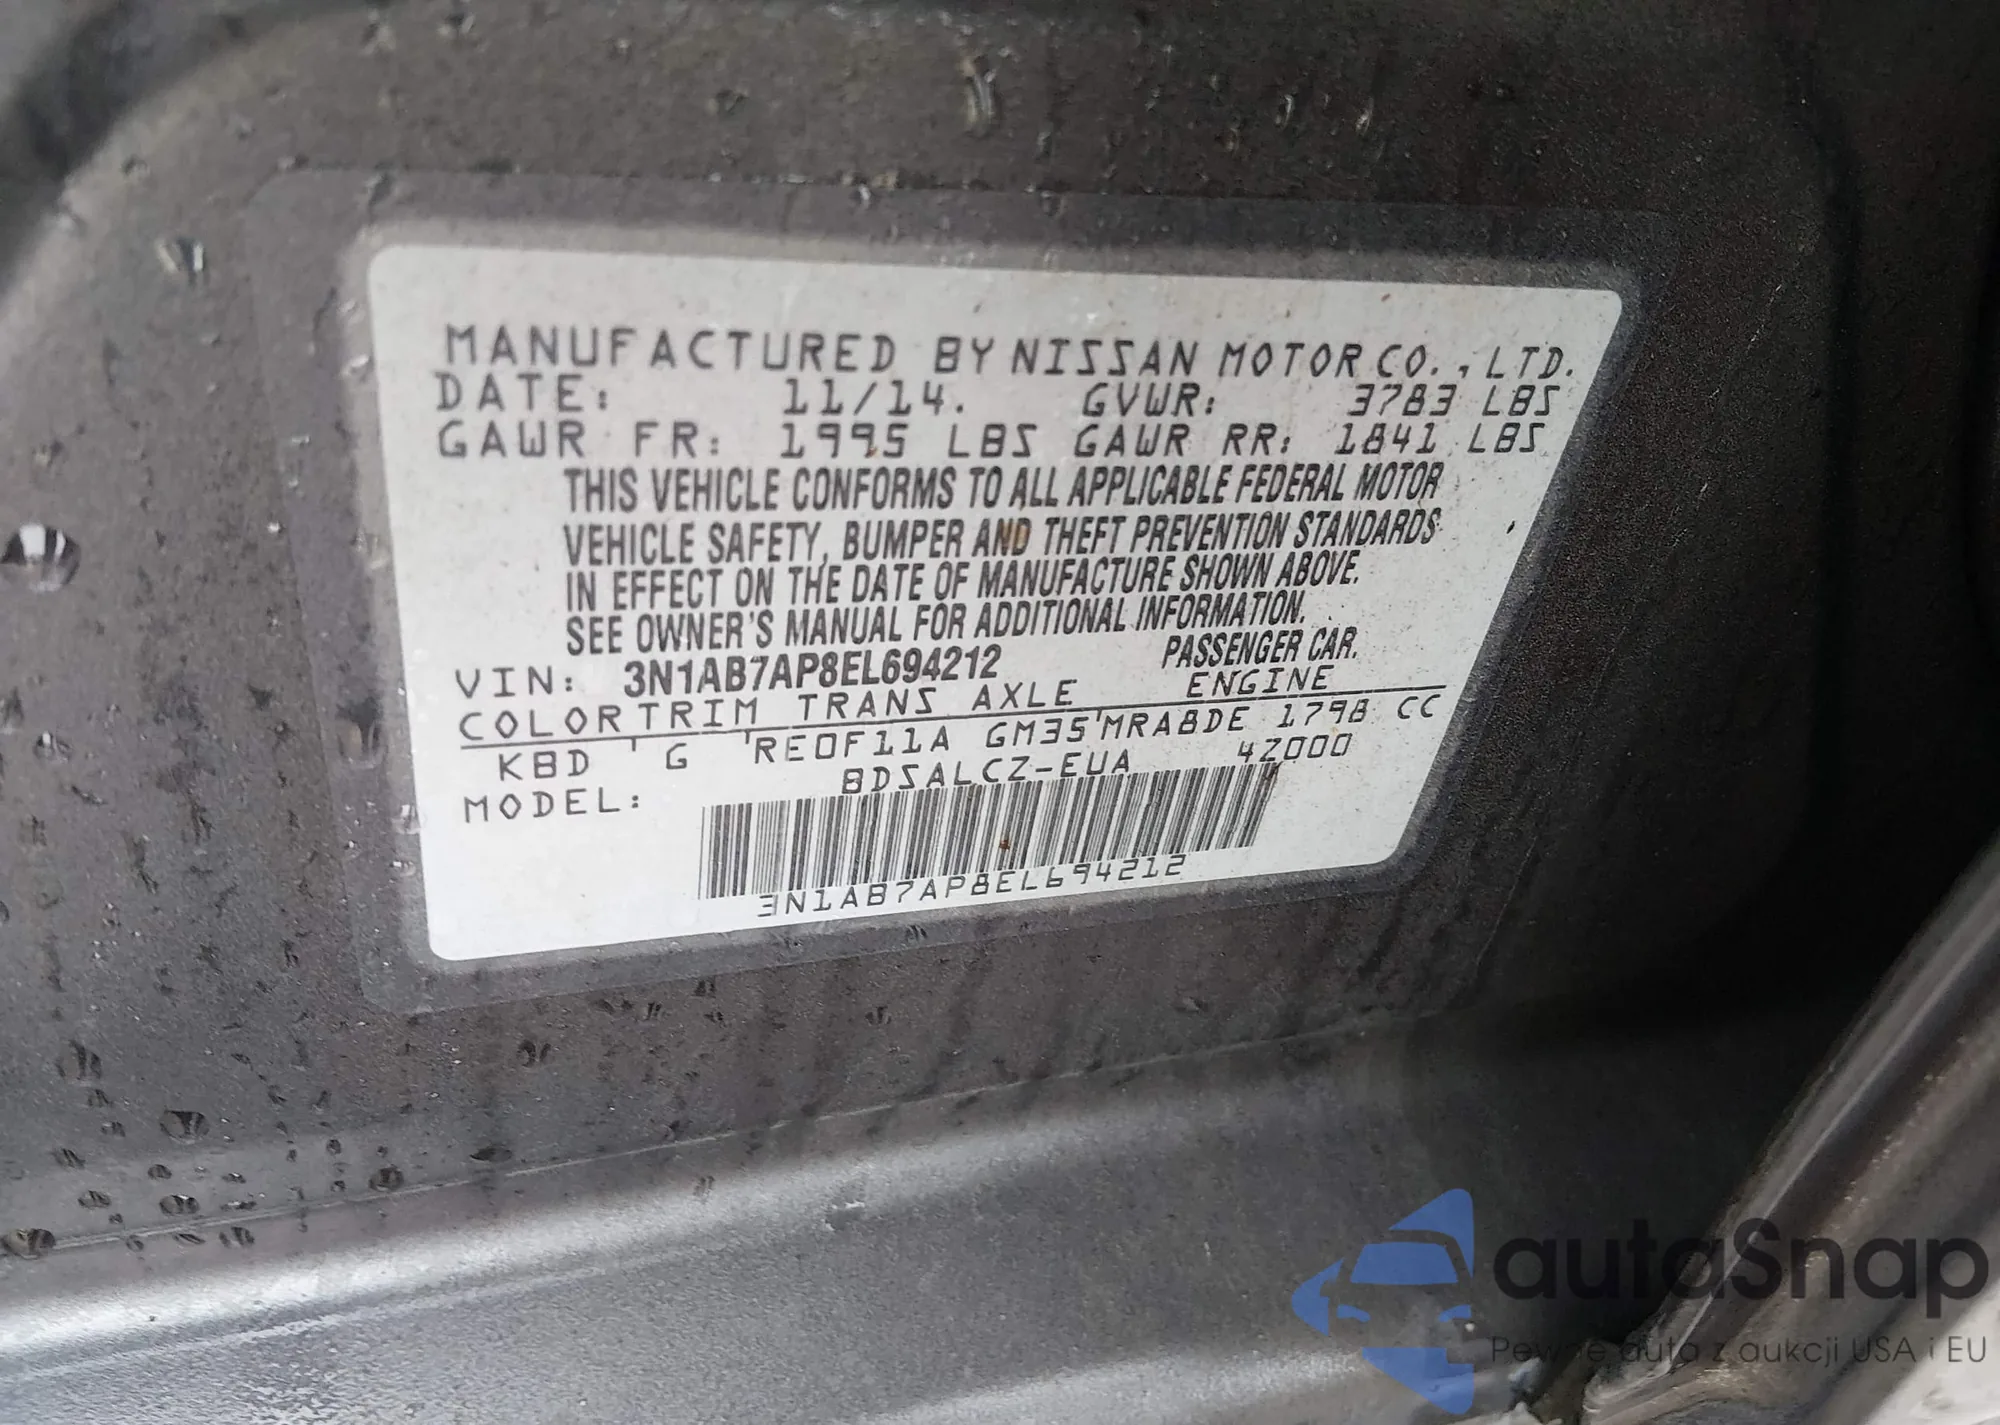 MANUFACTURED BY NISSAN MOTOR CO., LTD.
DATE: 11/14. GVWR: 3783 LBS
GAWR FR: 1995 LBS GAWR RR: 1841 LBS
THIS VEHICLE CONFORMS TO ALL APPLICABLE FEDERAL MOTOR
VEHICLE SAFETY, BUMPER AND THEFT PREVENTION STANDARDS
IN EFFECT ON THE DATE OF MANUFACTURE SHOWN ABOVE.
SEE OWNER'S MANUAL FOR ADDITIONAL INFORMATION.
VIN: 3N1AB7AP8EL694212 PASSENGER CAR.
COLOR TRIM TRANS AXLE ENGINE
KBD G RE0F11A GM35 MRA8DE 1798 CC
MODEL: BDSALCZ-EUA 4Z000
3N1AB7AP8EL694212
autaSnap
Pewne auta z aukcji USA i EU